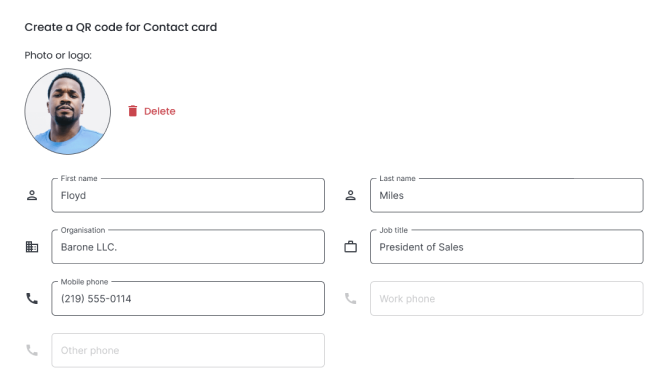 Create a QR code for Contact card
Photo or logo:
Delete
First name
Floyd
Last name
Miles
Organisation
Barone LLC.
Job title
President of Sales
Mobile phone
(219) 555-0114
Work phone
Other phone